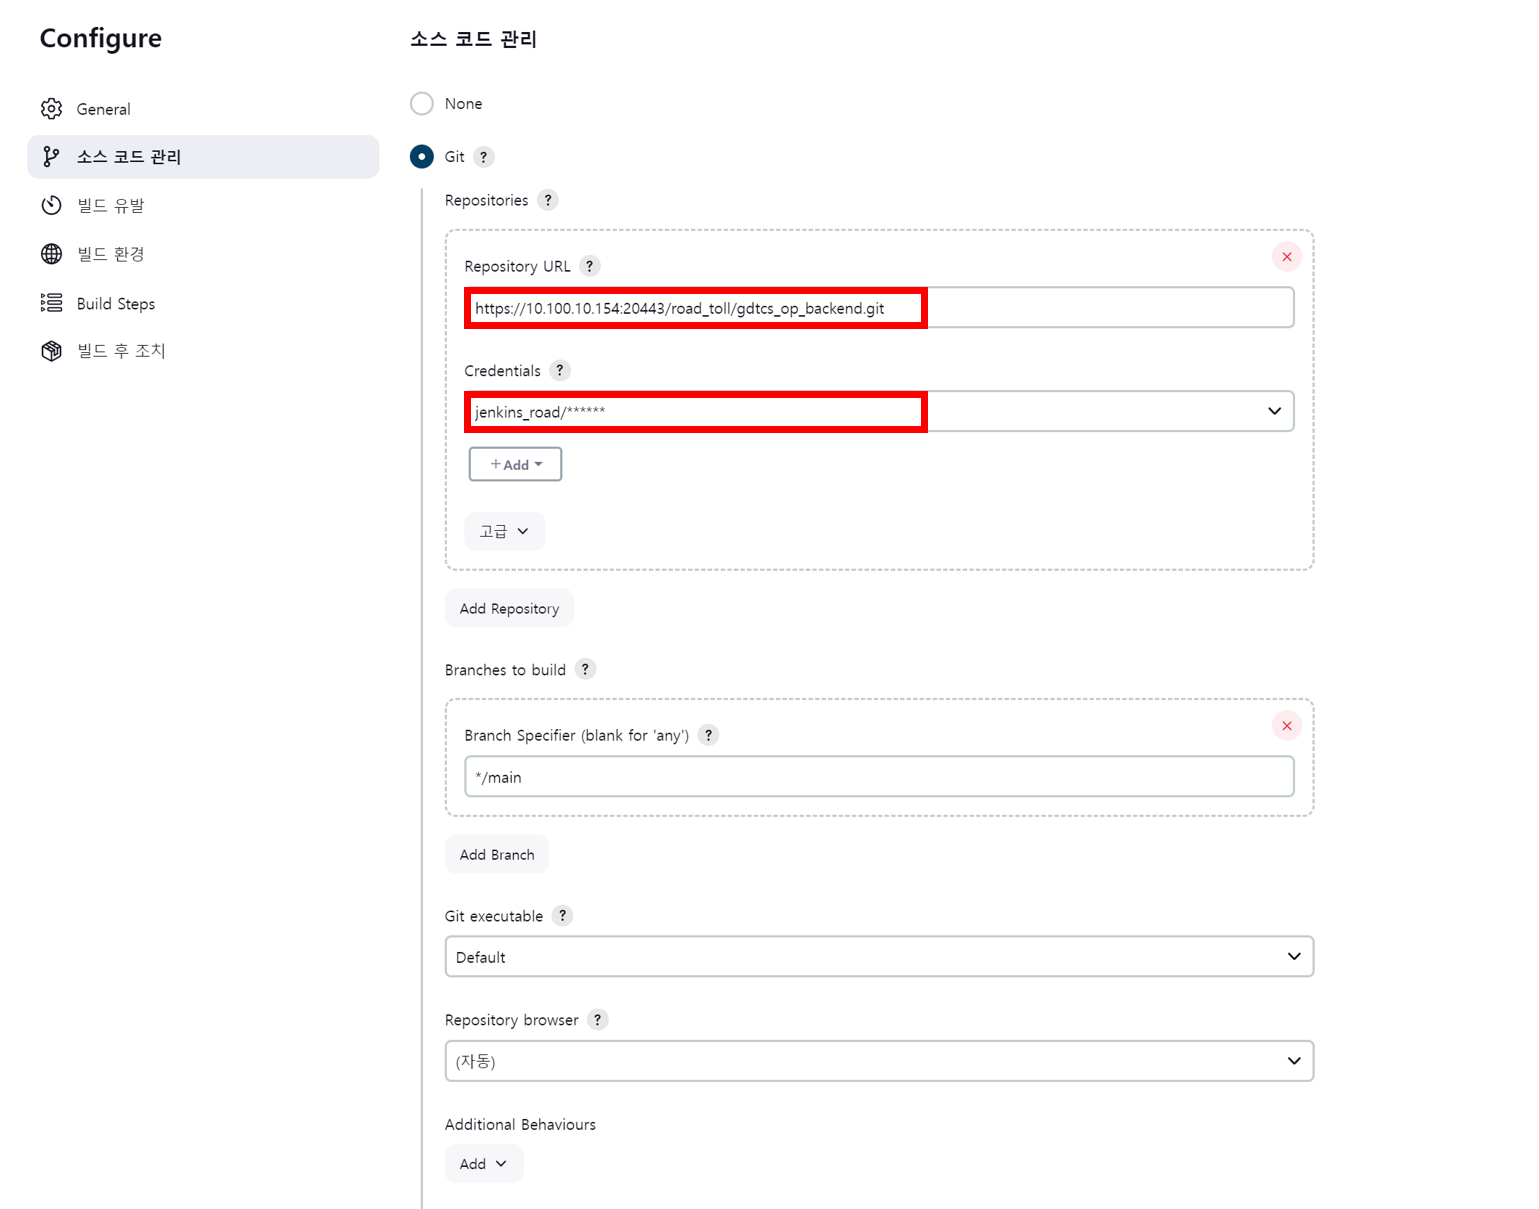 Configure
General
소스 코드 관리
빌드 유발
빌드 환경
Build Steps
빌드 후 조치
소스 코드 관리
None
Git ?
Repositories ?
Repository URL ?
https://10.100.10.154:20443/road_toll/gdtcs_op_backend.git
Credentials ?
jenkins_road/******
+ Add
고급
Add Repository
Branches to build ?
Branch Specifier (blank for 'any') ?
*/main
Add Branch
Git executable ?
Default
Repository browser ?
(자동)
Additional Behaviours
Add